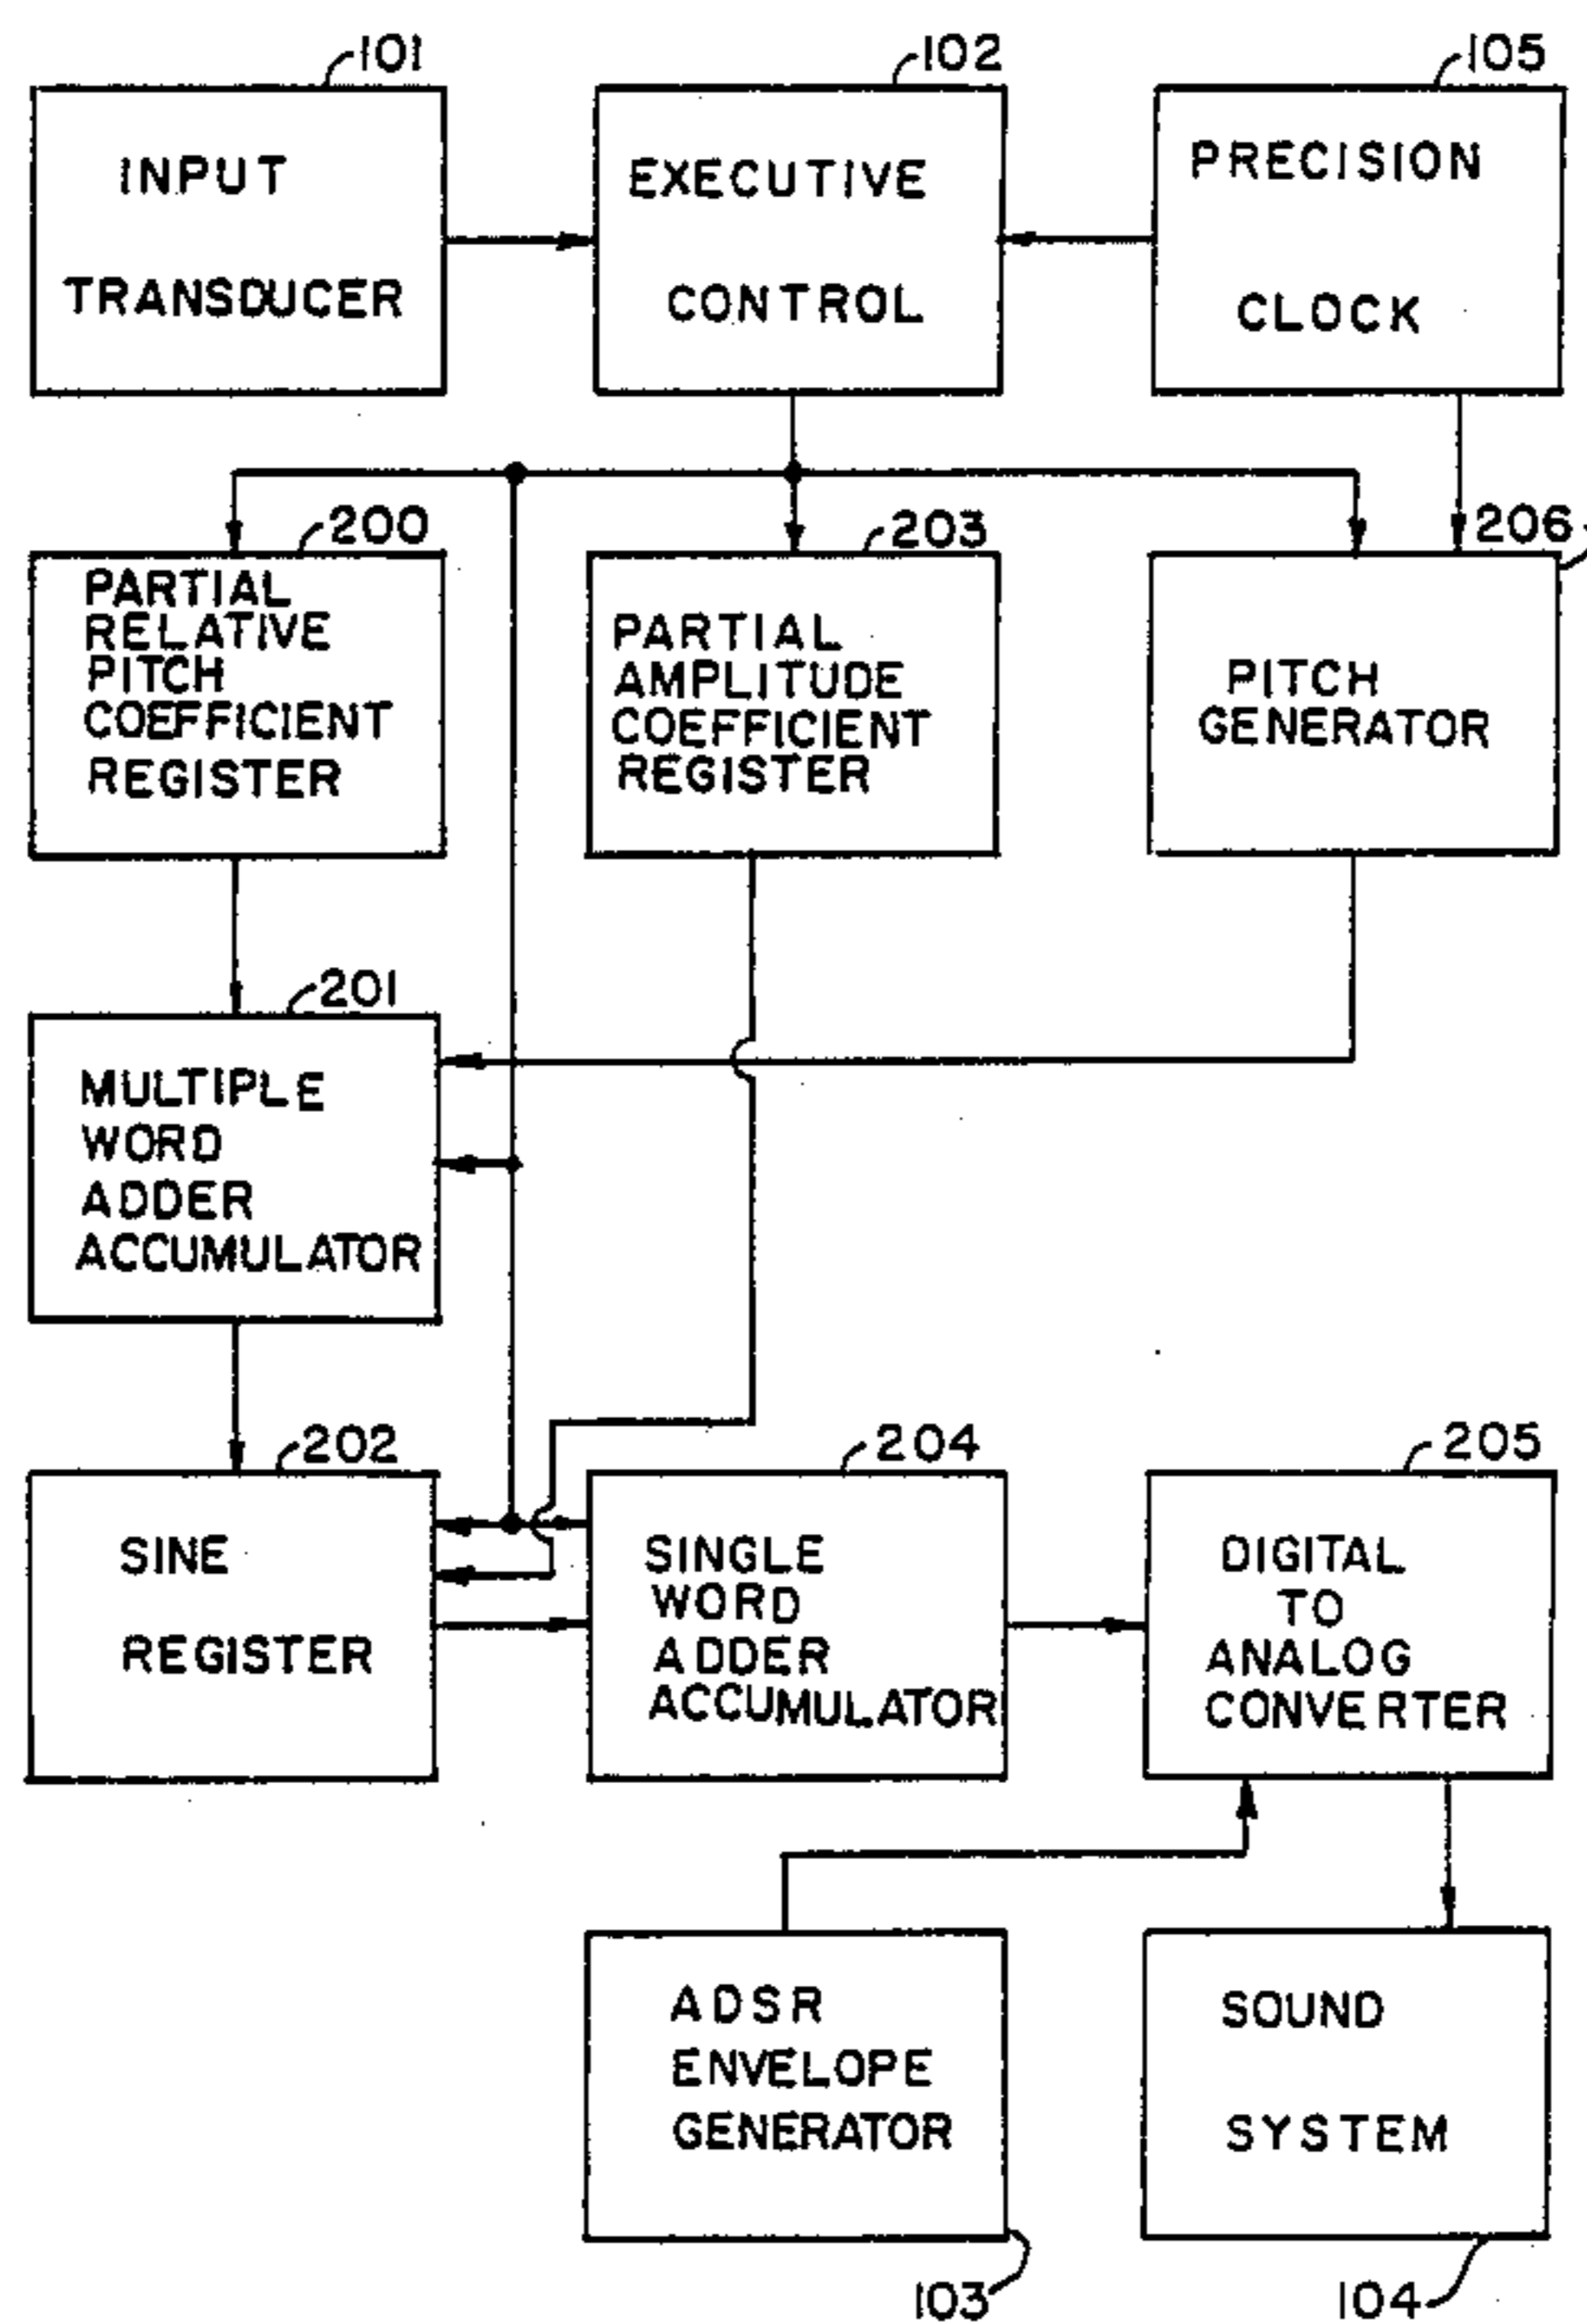 101
INPUT
TRANSDUCER
102
EXECUTIVE
CONTROL
105
PRECISION
CLOCK
200
PARTIAL
RELATIVE
PITCH
COEFFICIENT
REGISTER
203
PARTIAL
AMPLITUDE
COEFFICIENT
REGISTER
206
PITCH
GENERATOR
201
MULTIPLE
WORD
ADDER
ACCUMULATOR
202
SINE
REGISTER
204
SINGLE
WORD
ADDER
ACCUMULATOR
205
DIGITAL
TO
ANALOG
CONVERTER
ADSR
ENVELOPE
GENERATOR
103
SOUND
SYSTEM
104